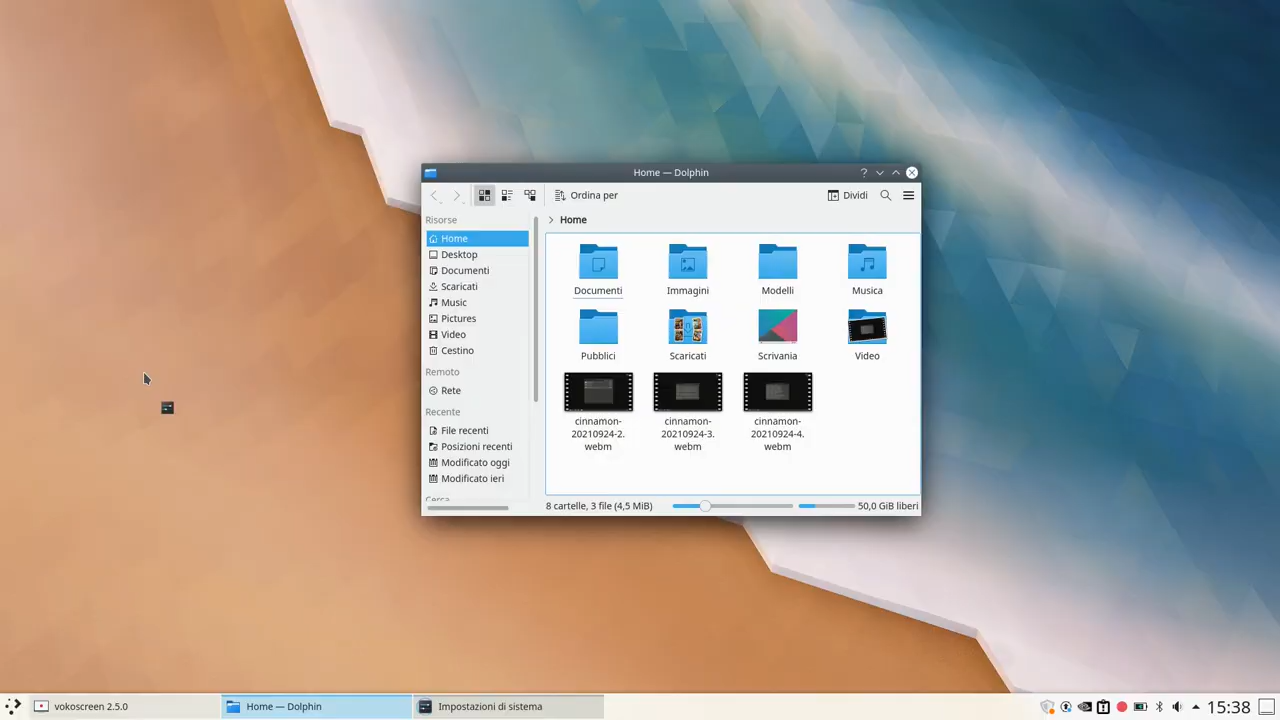 Home — Dolphin
Ordina per
Dividi
Risorse
Home
Desktop
Documenti
Scaricati
Music
Pictures
Video
Cestino
Remoto
Rete
Recente
File recenti
Posizioni recenti
Modificato oggi
Modificato ieri
Cerca
Home
Documenti
Immagini
Modelli
Musica
Pubblici
Scaricati
Scrivania
Video
cinnamon-
20210924-2.
webm
cinnamon-
20210924-3.
webm
cinnamon-
20210924-4.
webm
8 cartelle, 3 file (4,5 MiB)
50,0 GiB liberi
vokoscreen 2.5.0
Home — Dolphin
Impostazioni di sistema
15:38